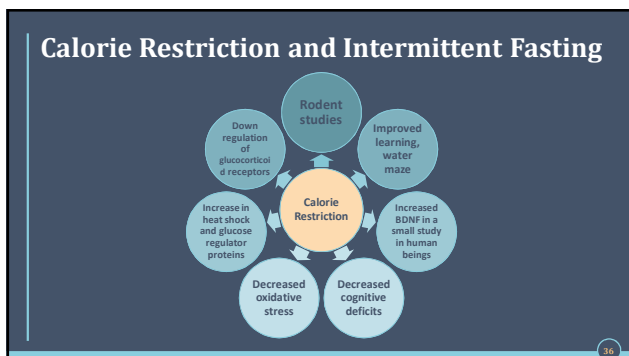 Calorie Restriction and Intermittent Fasting
Rodent
studies
Improved
learning,
water
maze
Increased
BDNF in a
small study
in human
beings
Decreased
cognitive
deficits
Decreased
oxidative
stress
Increase in
heat shock
and glucose
regulator
proteins
Down
regulation
of
glucocorticoi
d receptors
Calorie
Restriction
36